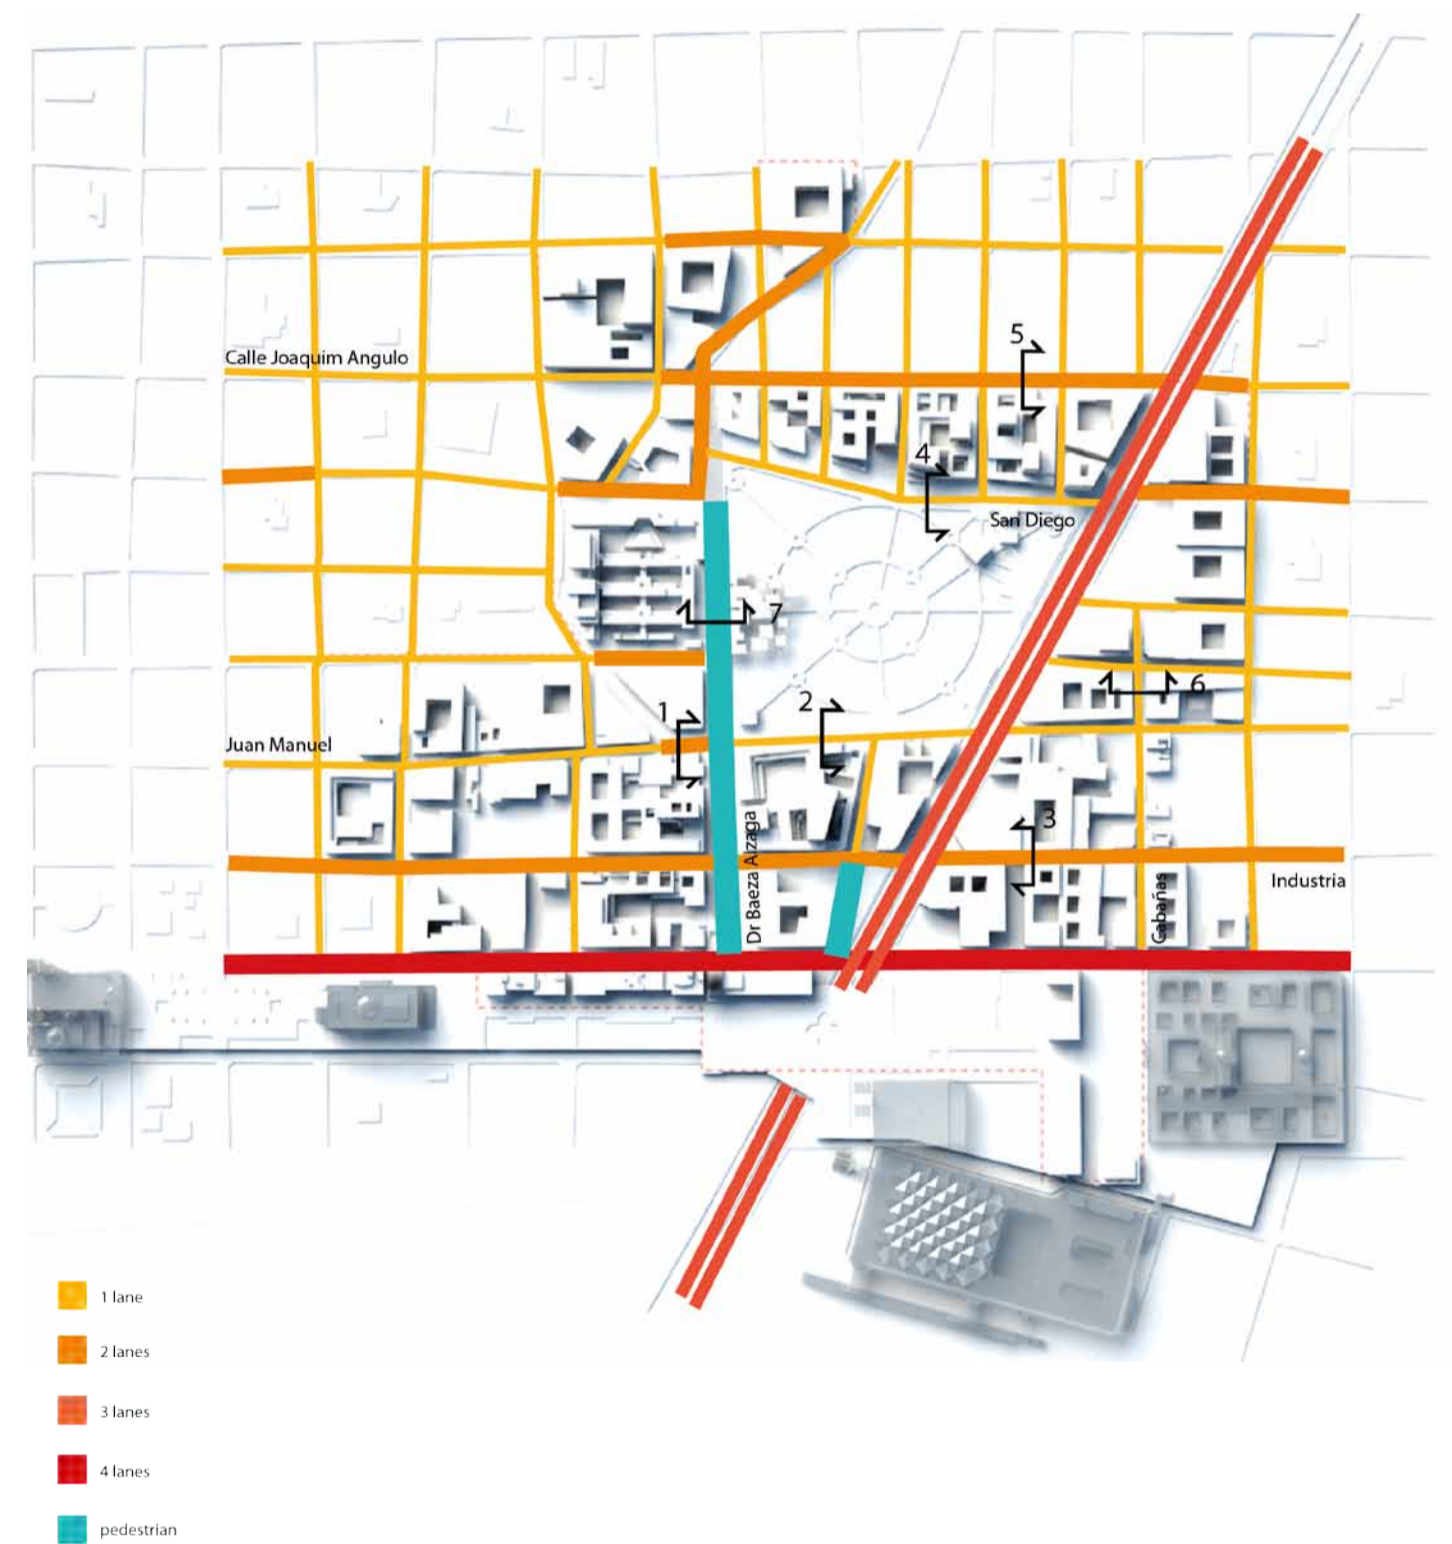 5
Calle Joaquim Angulo
4
San Diego
7
6
1
2
Juan Manuel
3
Dr Baeza Alzaga
Cabañas
Industria
1 lane
2 lanes
3 lanes
4 lanes
pedestrian